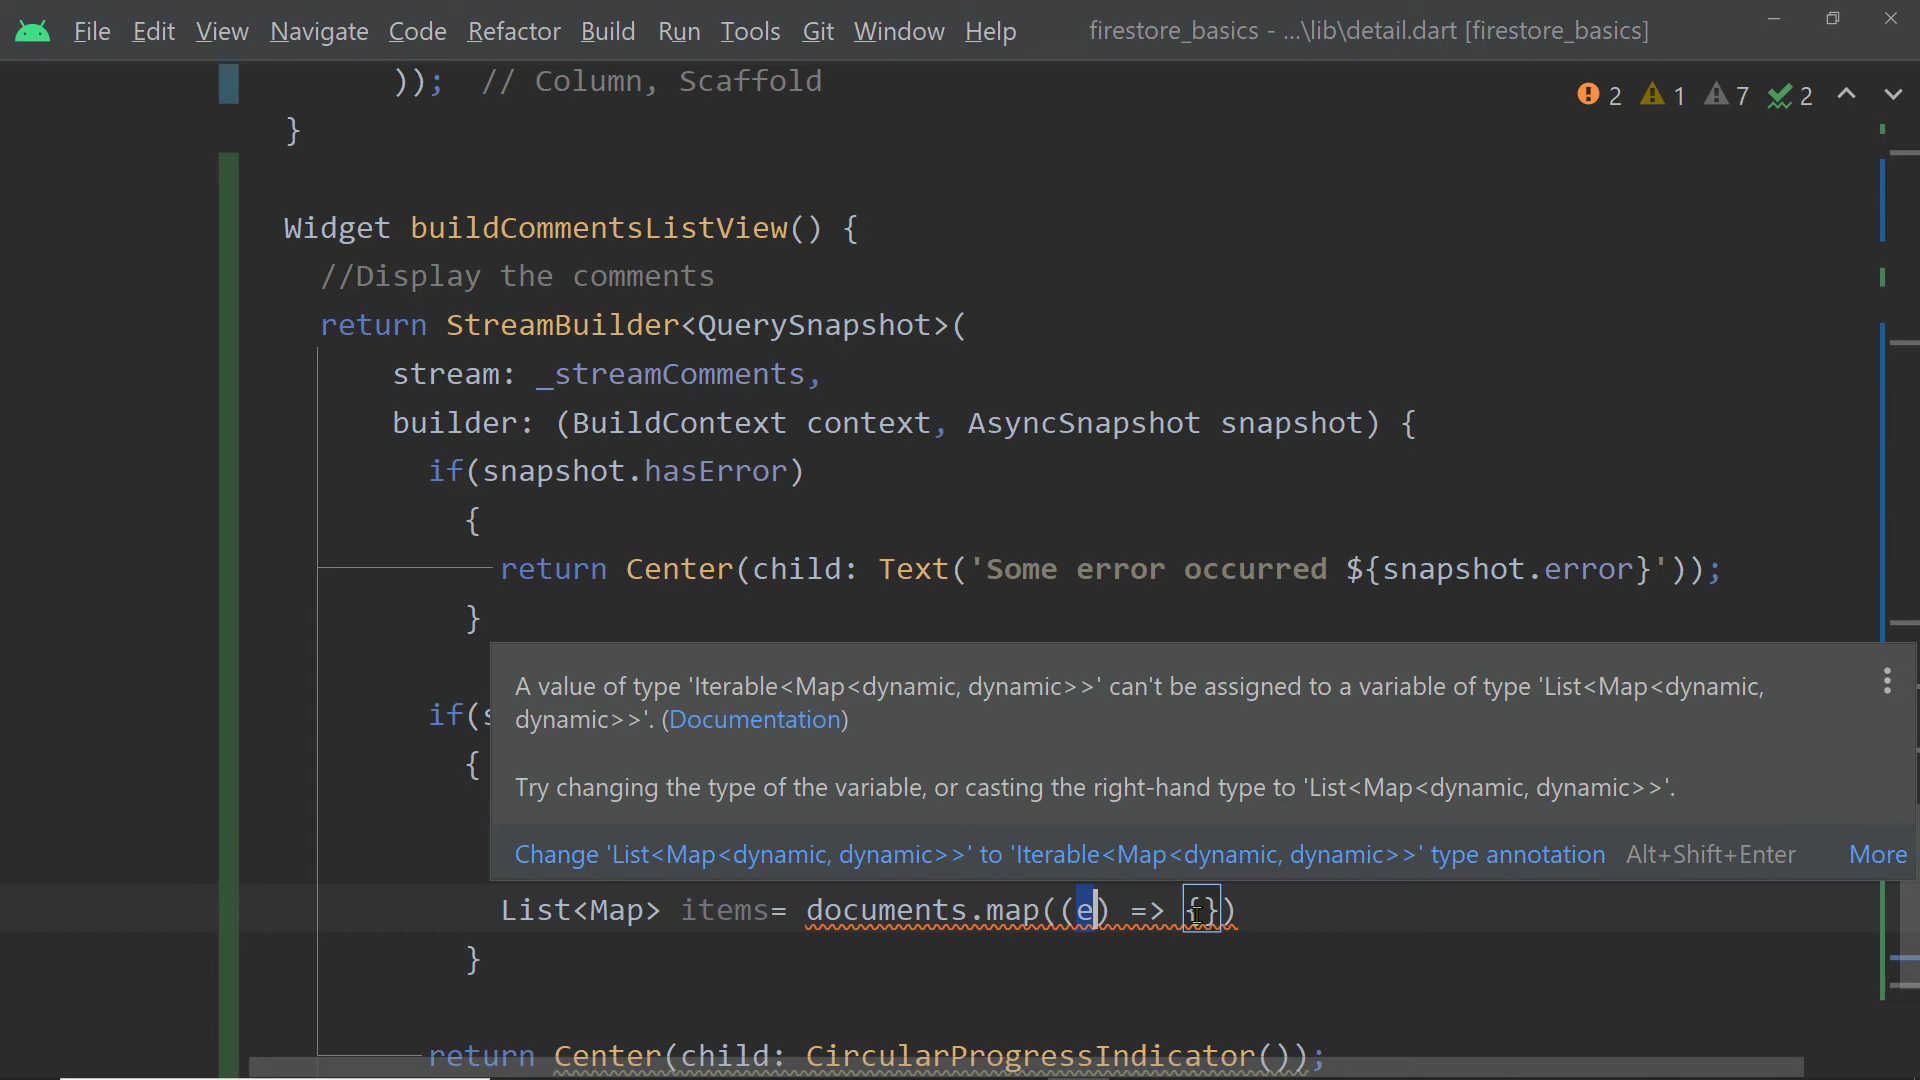 File Edit View Navigate Code Refactor Build Run Tools Git Window Help firestore_basics - ...\lib\detail.dart [firestore_basics]
)); // Column, Scaffold
2 1 7 2
}
Widget buildCommentsListView() {
//Display the comments
return StreamBuilder<QuerySnapshot>(
stream: _streamComments,
builder: (BuildContext context, AsyncSnapshot snapshot) {
if(snapshot.hasError)
{
return Center(child: Text('Some error occurred ${snapshot.error}'));
}
A value of type 'Iterable<Map<dynamic, dynamic>>' can't be assigned to a variable of type 'List<Map<dynamic,
if(s
dynamic>>'. (Documentation)
{
Try changing the type of the variable, or casting the right-hand type to 'List<Map<dynamic, dynamic>>'.
Change 'List<Map<dynamic, dynamic>>' to 'Iterable<Map<dynamic, dynamic>>' type annotation Alt+Shift+Enter More
List<Map> items= documents.map((e) => {})
}
return Center(child: CircularProgressIndicator());